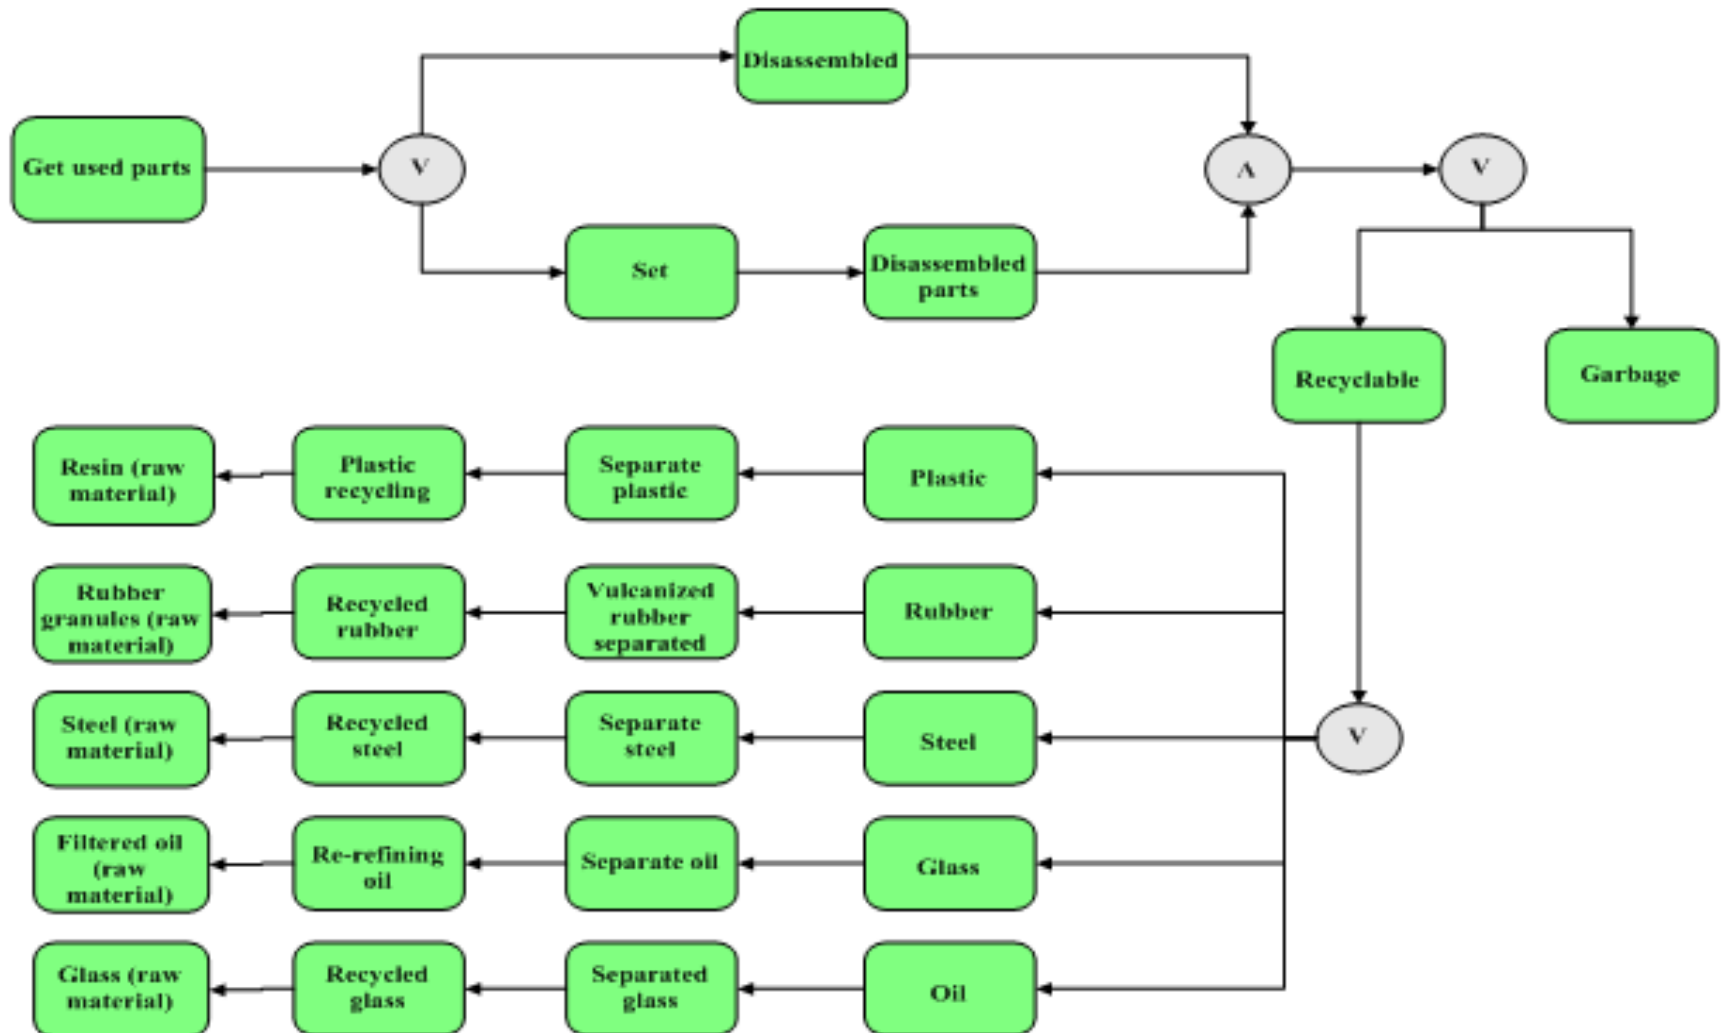 Disassembled
Get used parts
V
Λ
V
Set
Disassembled
parts
Recyclable
Garbage
Resin (raw
material)
Plastic
recycling
Separate
plastic
Plastic
Rubber
granules (raw
material)
Recycled
rubber
Vulcanized
rubber
separated
Rubber
Steel (raw
material)
Recycled
steel
Separate
steel
Steel
V
Filtered oil
(raw
material)
Re-refining
oil
Separate oil
Glass
Glass (raw
material)
Recycled
glass
Separated
glass
Oil